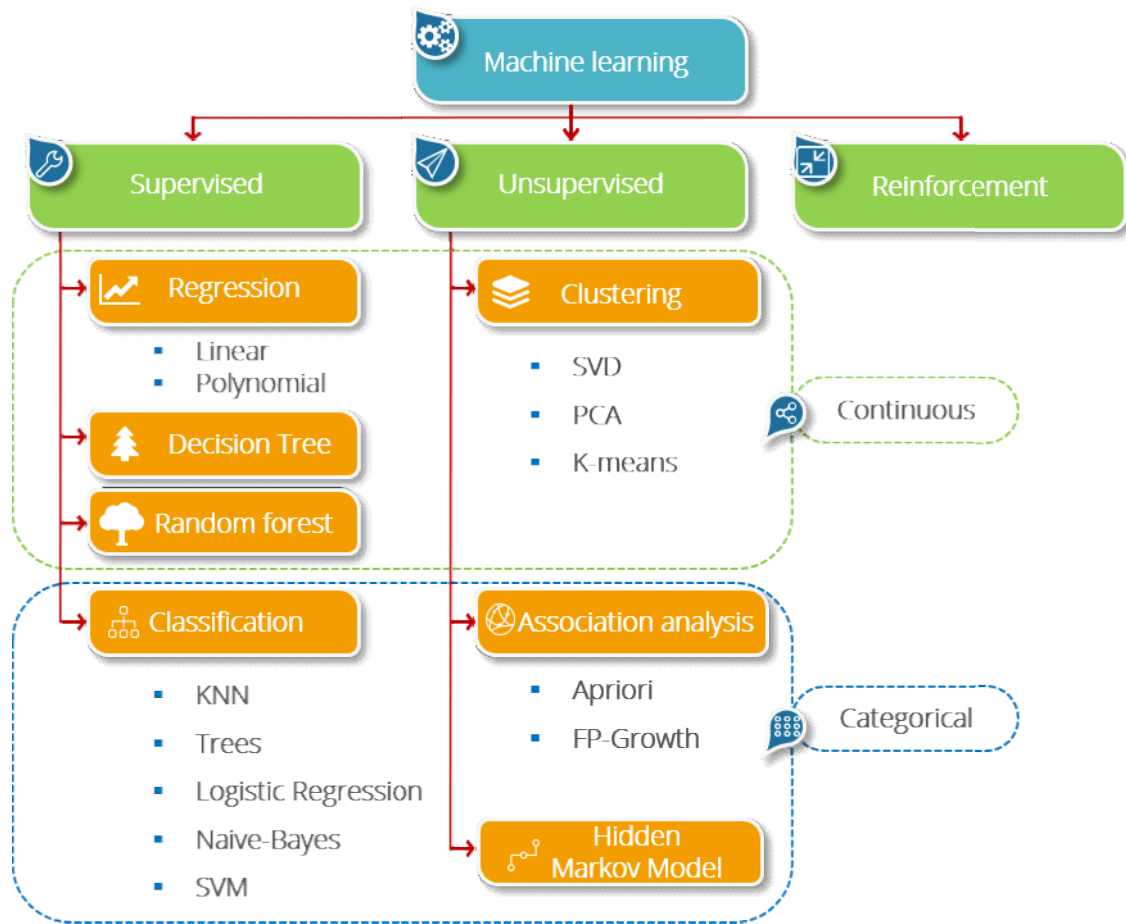 Machine learning
Supervised
Unsupervised
Reinforcement
Regression
Linear
Polynomial
Decision Tree
Random forest
Clustering
SVD
PCA
K-means
Continuous
Classification
KNN
Trees
Logistic Regression
Naive-Bayes
SVM
Association analysis
Apriori
FP-Growth
Hidden
Markov Model
Categorical